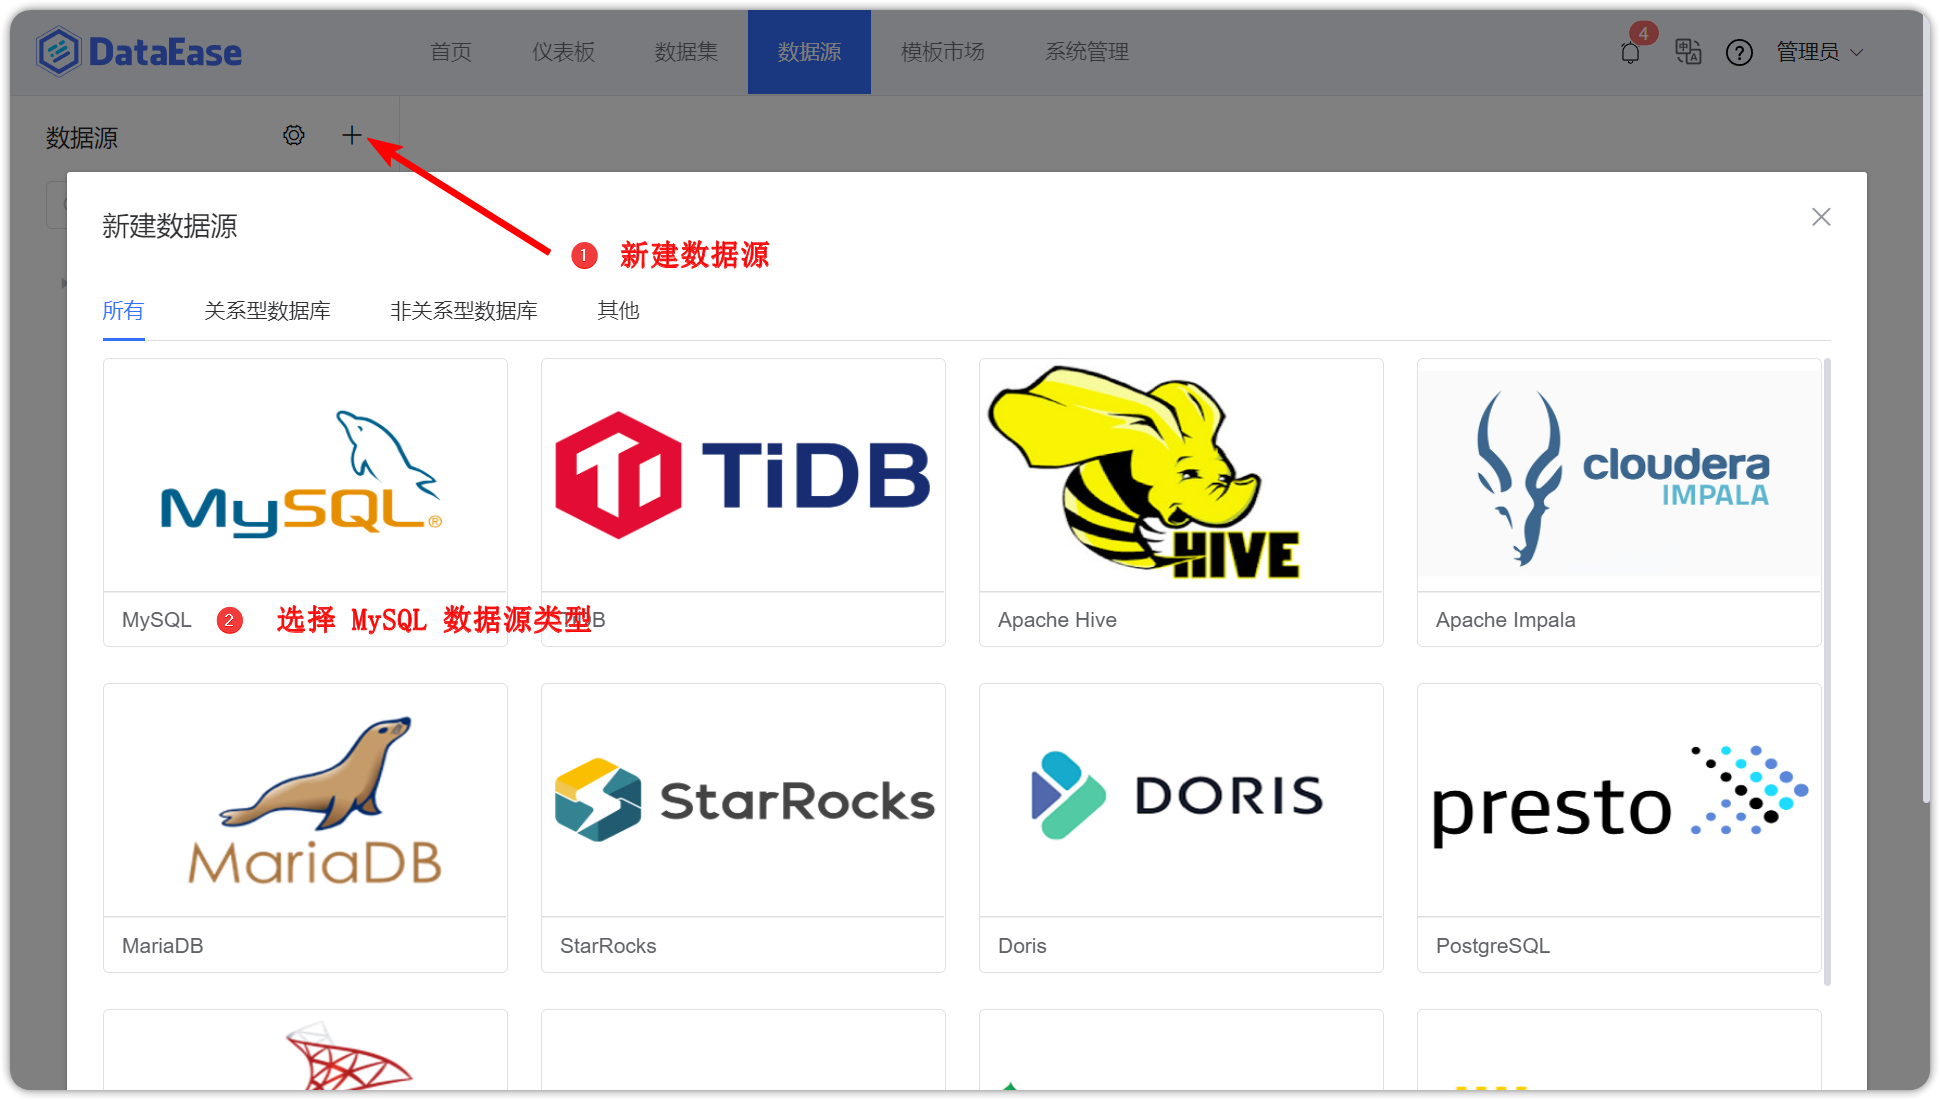 DataEase 首页 仪表板 数据集 数据源 模板市场 系统管理 4 管理员
数据源
新建数据源
1 新建数据源
所有 关系型数据库 非关系型数据库 其他
MySQL® TiDB HIVE cloudera IMPALA
MySQL 2 选择 MySQL 数据源类型 Apache Hive Apache Impala
MariaDB StarRocks DORIS presto
MariaDB StarRocks Doris PostgreSQL